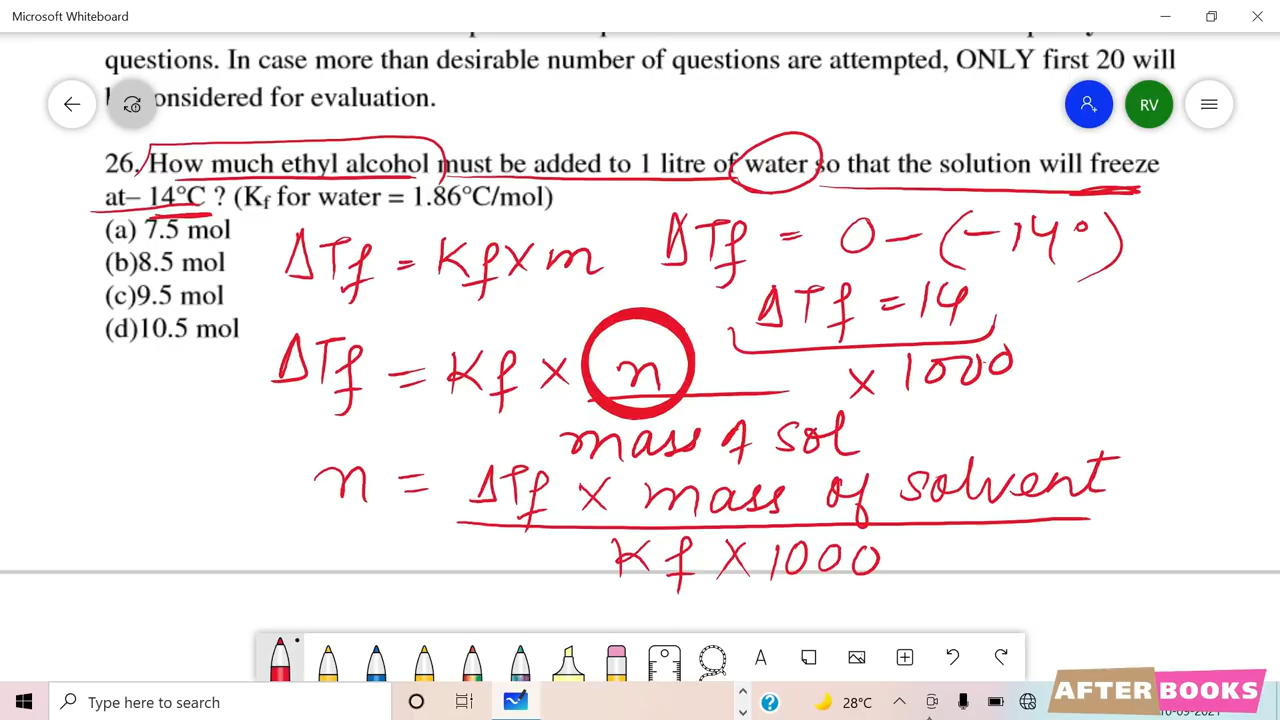 Microsoft Whiteboard
questions. In case more than desirable number of questions are attempted, ONLY first 20 will
onsidered for evaluation.
RV
26. How much ethyl alcohol must be added to 1 litre of water so that the solution will freeze
at– 14°C ? (Kf for water = 1.86°C/mol)
(a) 7.5 mol
(b)8.5 mol
(c)9.5 mol
(d)10.5 mol
ΔTf = Kf × m
ΔTf = 0 – (–14°)
ΔTf = 14
ΔTf = Kf × n × 1000
mass of sol
n = ΔTf × mass of solvent
Kf × 1000
A
Type here to search
28°C
AFTER BOOKS